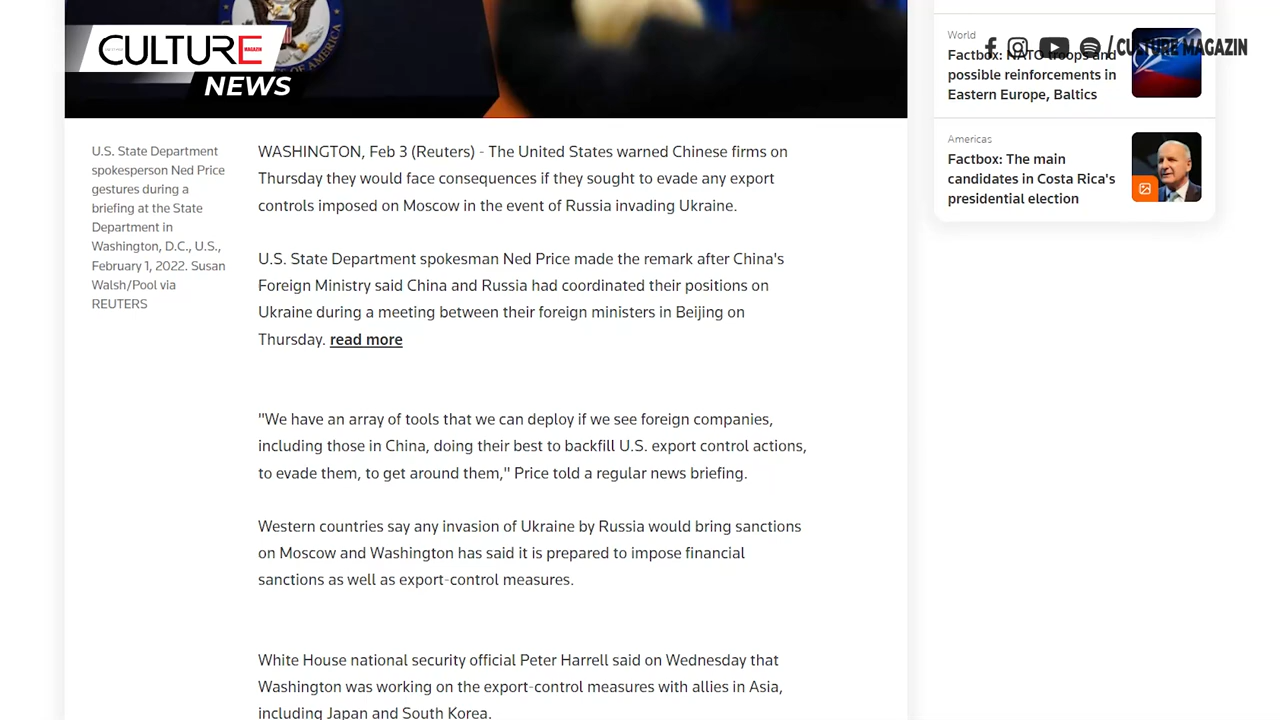 CULTURE
MAGAZIN
NEWS
/CULTURE MAGAZIN
World
Factbox: NATO troops and
possible reinforcements in
Eastern Europe, Baltics
Americas
Factbox: The main
candidates in Costa Rica's
presidential election
U.S. State Department
spokesperson Ned Price
gestures during a
briefing at the State
Department in
Washington, D.C., U.S.,
February 1, 2022. Susan
Walsh/Pool via
REUTERS
WASHINGTON, Feb 3 (Reuters) - The United States warned Chinese firms on
Thursday they would face consequences if they sought to evade any export
controls imposed on Moscow in the event of Russia invading Ukraine.
U.S. State Department spokesman Ned Price made the remark after China's
Foreign Ministry said China and Russia had coordinated their positions on
Ukraine during a meeting between their foreign ministers in Beijing on
Thursday. read more
"We have an array of tools that we can deploy if we see foreign companies,
including those in China, doing their best to backfill U.S. export control actions,
to evade them, to get around them," Price told a regular news briefing.
Western countries say any invasion of Ukraine by Russia would bring sanctions
on Moscow and Washington has said it is prepared to impose financial
sanctions as well as export-control measures.
White House national security official Peter Harrell said on Wednesday that
Washington was working on the export-control measures with allies in Asia,
including Japan and South Korea.